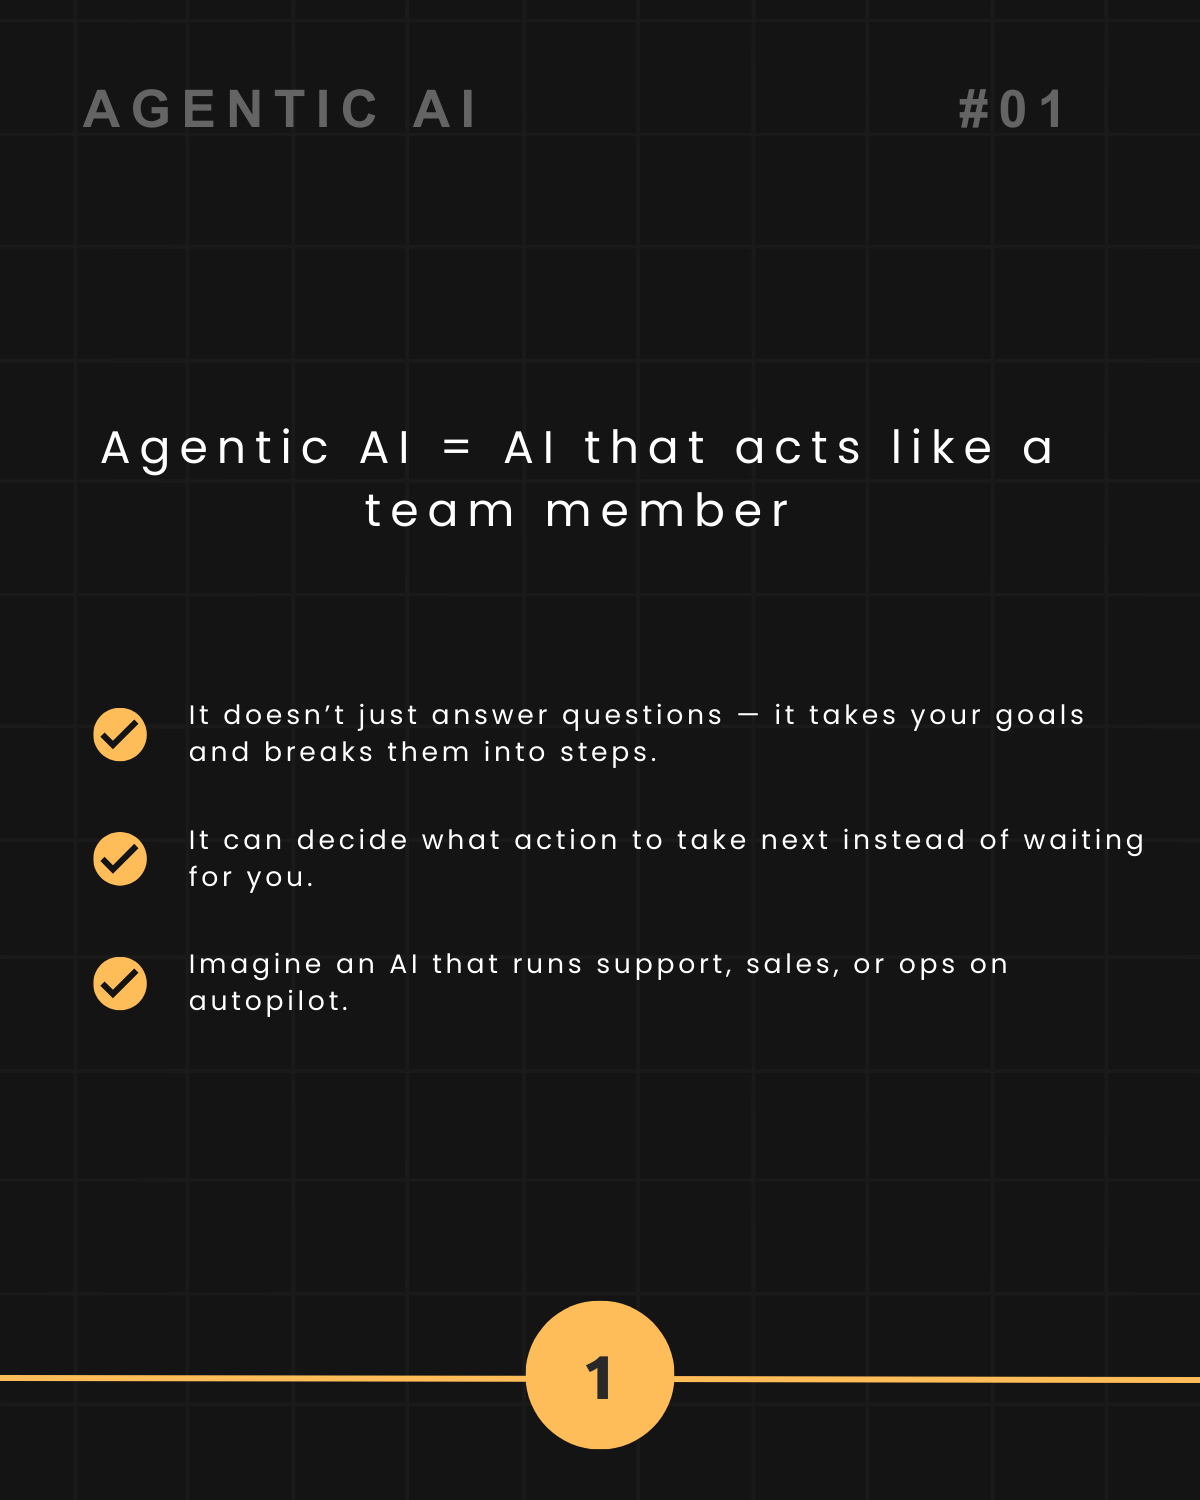 AGENTIC AI #01
Agentic AI = AI that acts like a
team member
It doesn’t just answer questions — it takes your goals
and breaks them into steps.
It can decide what action to take next instead of waiting
for you.
Imagine an AI that runs support, sales, or ops on
autopilot.
1